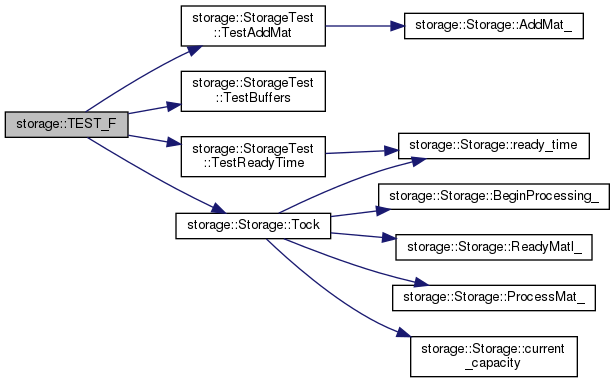 storage::TEST_F
storage::StorageTest
::TestAddMat
storage::StorageTest
::TestBuffers
storage::StorageTest
::TestReadyTime
storage::Storage::Tock
storage::Storage::AddMat_
storage::Storage::ready_time
storage::Storage::BeginProcessing_
storage::Storage::ReadyMatl_
storage::Storage::ProcessMat_
storage::Storage::current
_capacity